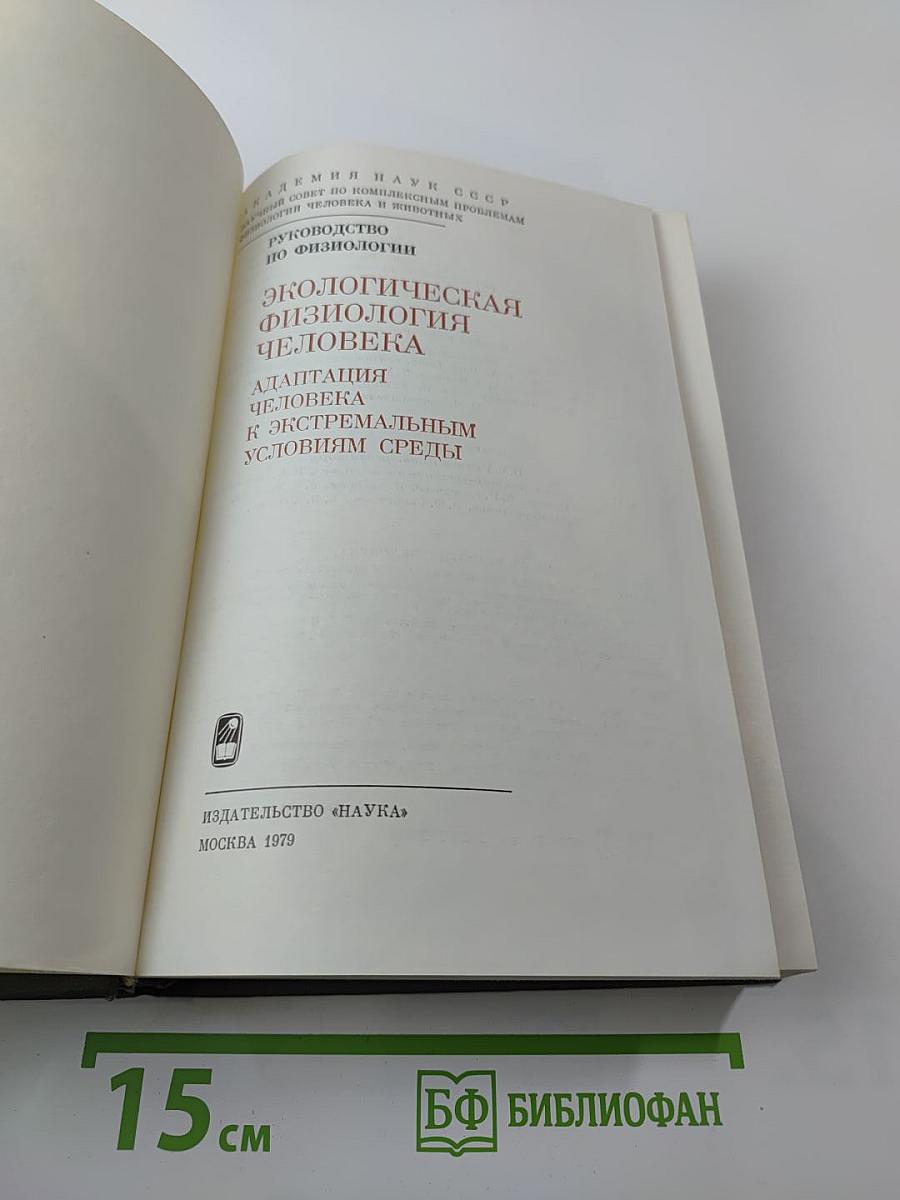 АКАДЕМИЯ НАУК СССР
НАУЧНЫЙ СОВЕТ ПО КОМПЛЕКСНЫМ ПРОБЛЕМАМ
ФИЗИОЛОГИИ ЧЕЛОВЕКА И ЖИВОТНЫХ
РУКОВОДСТВО
ПО ФИЗИОЛОГИИ
ЭКОЛОГИЧЕСКАЯ
ФИЗИОЛОГИЯ
ЧЕЛОВЕКА
АДАПТАЦИЯ
ЧЕЛОВЕКА
К ЭКСТРЕМАЛЬНЫМ
УСЛОВИЯМ СРЕДЫ
ИЗДАТЕЛЬСТВО «НАУКА»
МОСКВА 1979
15 см
БФ БИБЛИОФАН